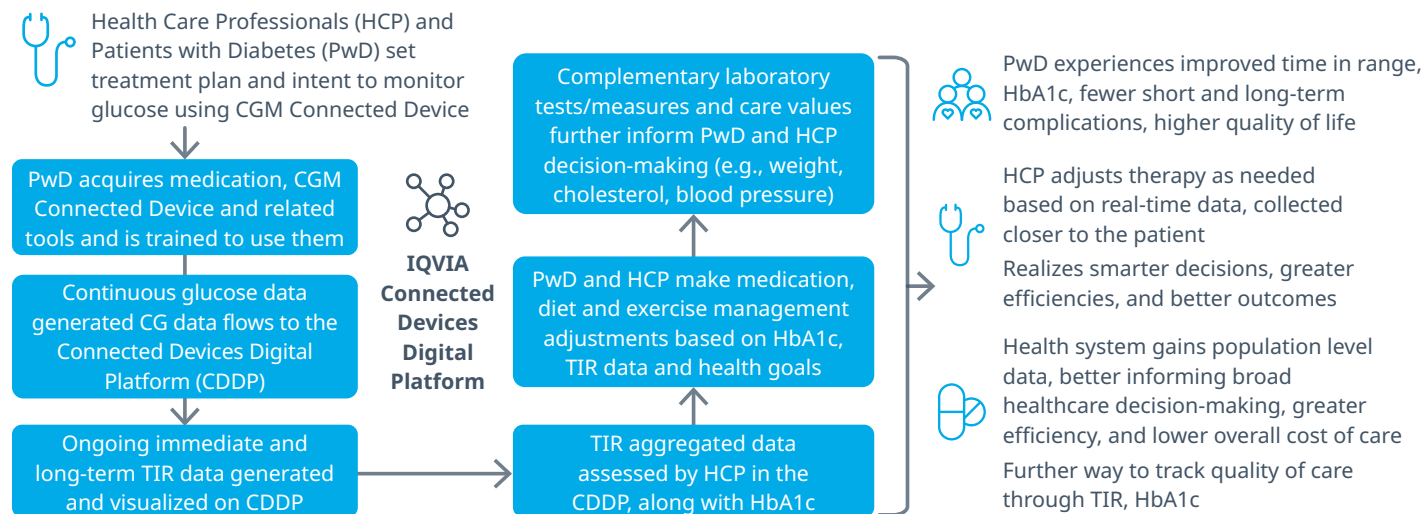 Health Care Professionals (HCP) and
Patients with Diabetes (PwD) set
treatment plan and intent to monitor
glucose using CGM Connected Device
PwD acquires medication, CGM
Connected Device and related
tools and is trained to use them
Continuous glucose data
generated CG data flows to the
Connected Devices Digital
Platform (CDDP)
Ongoing immediate and
long-term TIR data generated
and visualized on CDDP
IQVIA
Connected
Devices
Digital
Platform
Complementary laboratory
tests/measures and care values
further inform PwD and HCP
decision-making (e.g., weight,
cholesterol, blood pressure)
PwD and HCP make medication,
diet and exercise management
adjustments based on HbA1c,
TIR data and health goals
TIR aggregated data
assessed by HCP in the
CDDP, along with HbA1c
PwD experiences improved time in range,
HbA1c, fewer short and long-term
complications, higher quality of life
HCP adjusts therapy as needed
based on real-time data, collected
closer to the patient
Realizes smarter decisions, greater
efficiencies, and better outcomes
Health system gains population level
data, better informing broad
healthcare decision-making, greater
efficiency, and lower overall cost of care
Further way to track quality of care
through TIR, HbA1c